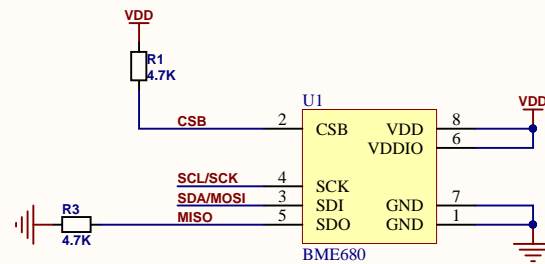 VDD
R1
4.7K
U1
CSB 2 CSB VDD 8 VDD
VDDIO 6
SCL/SCK 4 SCK
SDA/MOSI 3 SDI GND 7
R3 MISO 5 SDO GND 1
4.7K
BME680